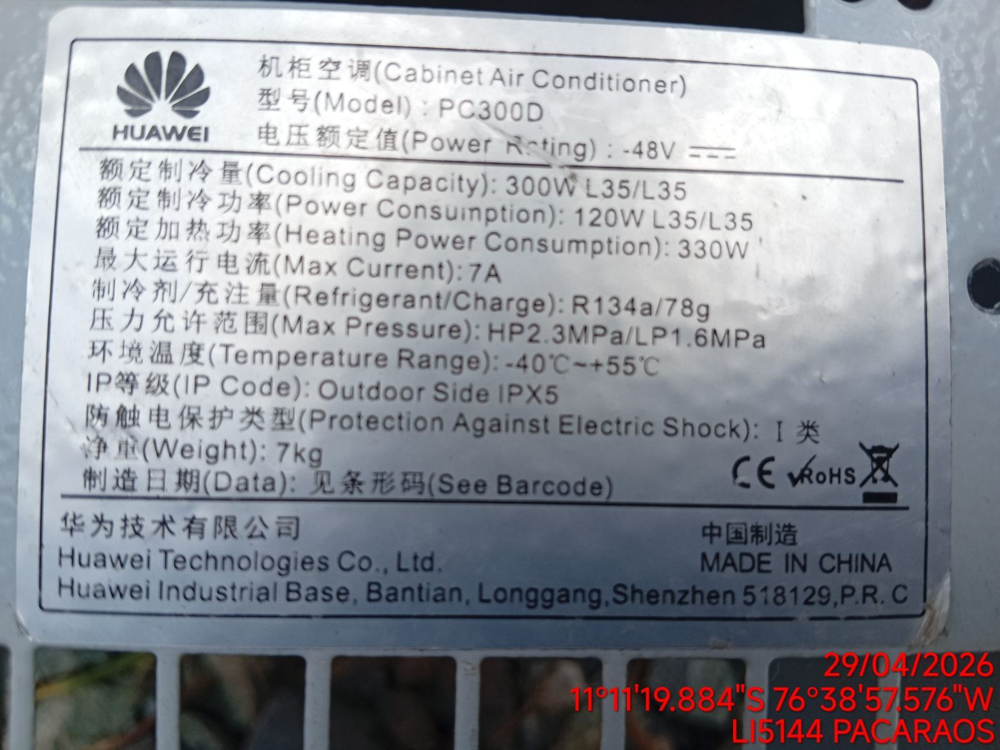 HUAWEI
机柜空调(Cabinet Air Conditioner)
型号(Model) : PC300D
电压额定值(Power Rating) : -48V
额定制冷量(Cooling Capacity): 300W L35/L35
额定制冷功率(Power Consumption): 120W L35/L35
额定加热功率(Heating Power Consumption): 330W
最大运行电流(Max Current): 7A
制冷剂/充注量(Refrigerant/Charge): R134a/78g
压力允许范围(Max Pressure): HP2.3MPa/LP1.6MPa
环境温度(Temperature Range): -40℃~+55℃
IP等级(IP Code): Outdoor Side IPX5
防触电保护类型(Protection Against Electric Shock): I 类
净重(Weight): 7kg
制造日期(Data): 见条形码(See Barcode)
CE RoHS
华为技术有限公司
Huawei Technologies Co., Ltd.
Huawei Industrial Base, Bantian, Longgang,Shenzhen 518129,P.R. C
中国制造
MADE IN CHINA
29/04/2026
11°11'19.884"S 76°38'57.576"W
LI5144 PACARAOS